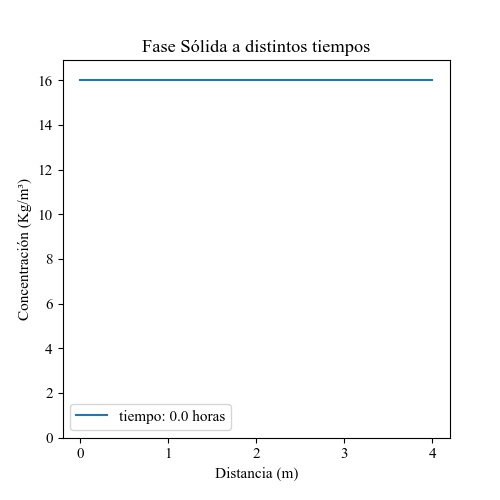 Fase Sólida a distintos tiempos
Concentración (Kg/m³)
16
14
12
10
8
6
4
2
0
tiempo: 0.0 horas
0 1 2 3 4
Distancia (m)